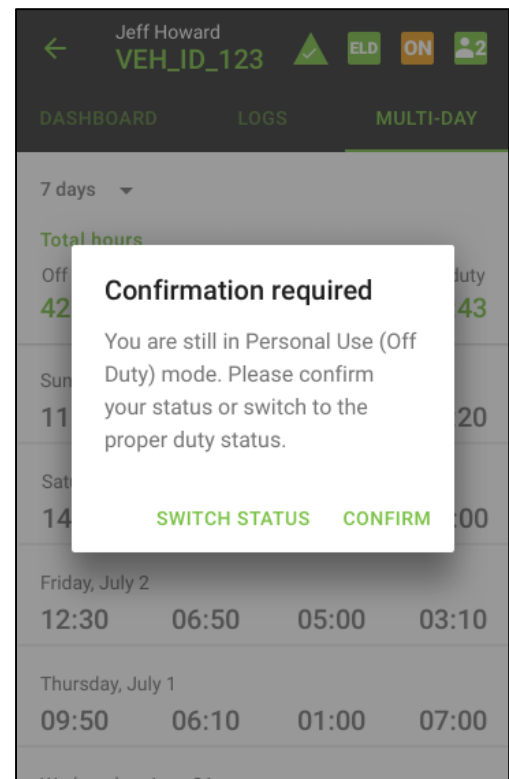 Jeff Howard
VEH_ID_123
ELD
ON
2
DASHBOARD LOGS MULTI-DAY
7 days
Total hours
Off duty
42 43
Confirmation required
You are still in Personal Use (Off
Duty) mode. Please confirm
your status or switch to the
proper duty status.
SWITCH STATUS CONFIRM
Sun
11 20
Sat
14 :00
Friday, July 2
12:30 06:50 05:00 03:10
Thursday, July 1
09:50 06:10 01:00 07:00